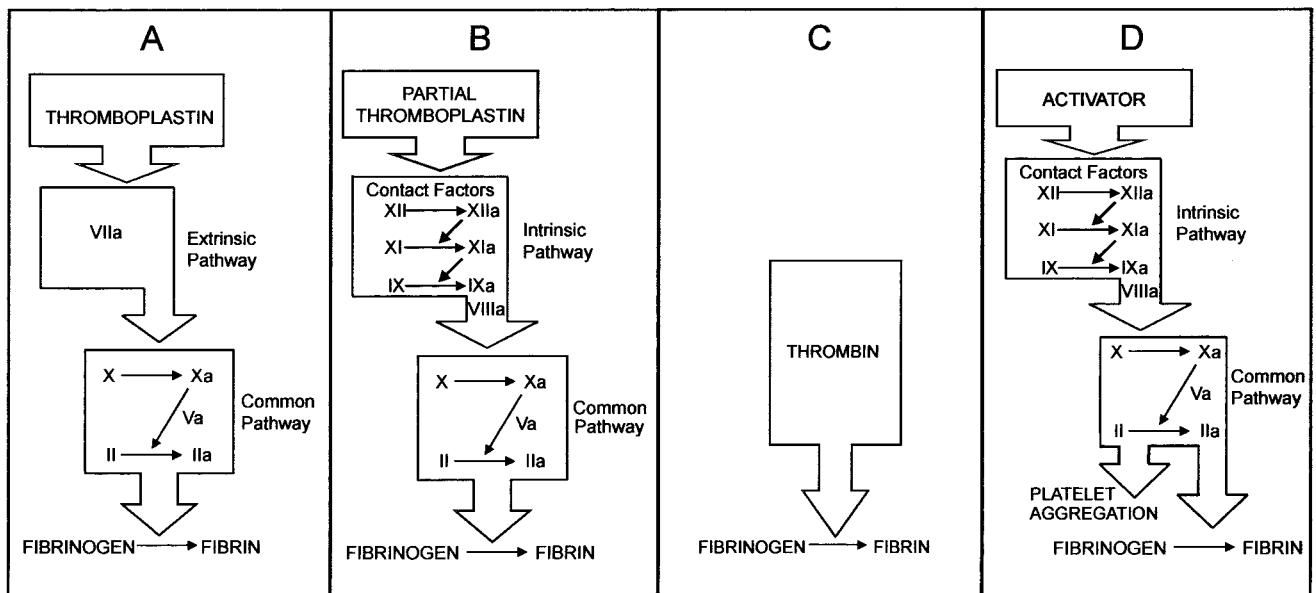 A
THROMBOPLASTIN
VIIa
Extrinsic
Pathway
X Xa
Va
II IIa
Common
Pathway
FIBRINOGEN FIBRIN
B
PARTIAL
THROMBOPLASTIN
Contact Factors
XII XIIa
XI XIa
IX IXa
VIIIa
Intrinsic
Pathway
X Xa
Va
II IIa
Common
Pathway
FIBRINOGEN FIBRIN
C
THROMBIN
FIBRINOGEN FIBRIN
D
ACTIVATOR
Contact Factors
XII XIIa
XI XIa
IX IXa
VIIIa
Intrinsic
Pathway
X Xa
Va
II IIa
Common
Pathway
PLATELET
AGGREGATION
FIBRINOGEN FIBRIN